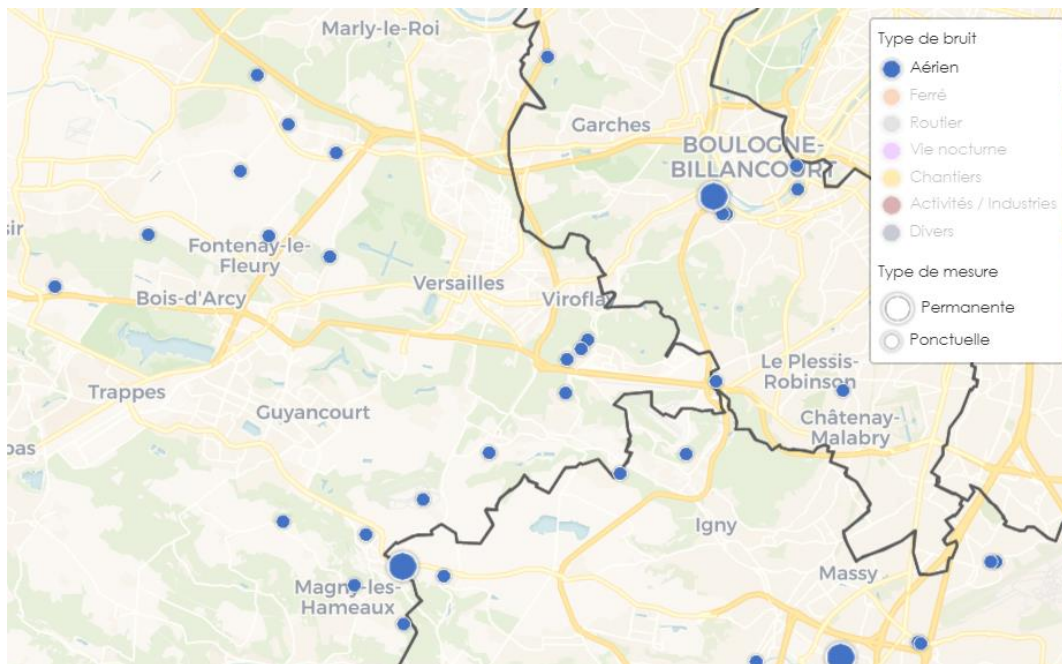 Marly-le-Roi
Garches
BOULOGNE-
BILLANCOURT
sir
Fontenay-le-
Fleury
Bois-d'Arcy
Versailles
Viroflay
Trappes
Guyancourt
pas
Le Plessis-
Robinson
Châtenay-
Malabry
Igny
Massy
Magny-les-
Hameaux
Type de bruit
Aérien
Ferré
Routier
Vie nocturne
Chantiers
Activités / Industries
Divers
Type de mesure
Permanente
Ponctuelle